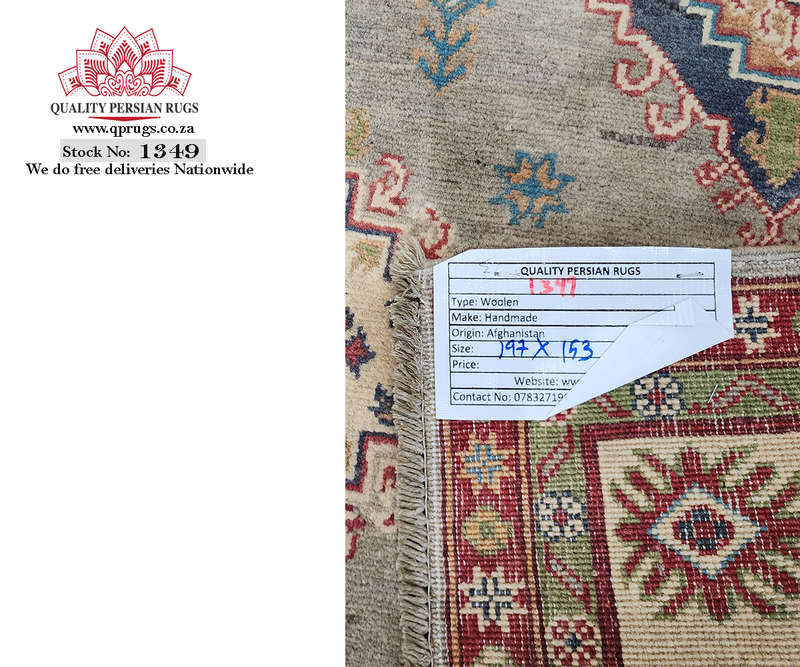 QUALITY PERSIAN RUGS
www.qprugs.co.za
Stock No: 1349
We do free deliveries Nationwide
QUALITY PERSIAN RUGS
1349
Type: Woolen
Make: Handmade
Origin: Afghanistan
Size: 197 X 153
Price:
Website:
Contact No: